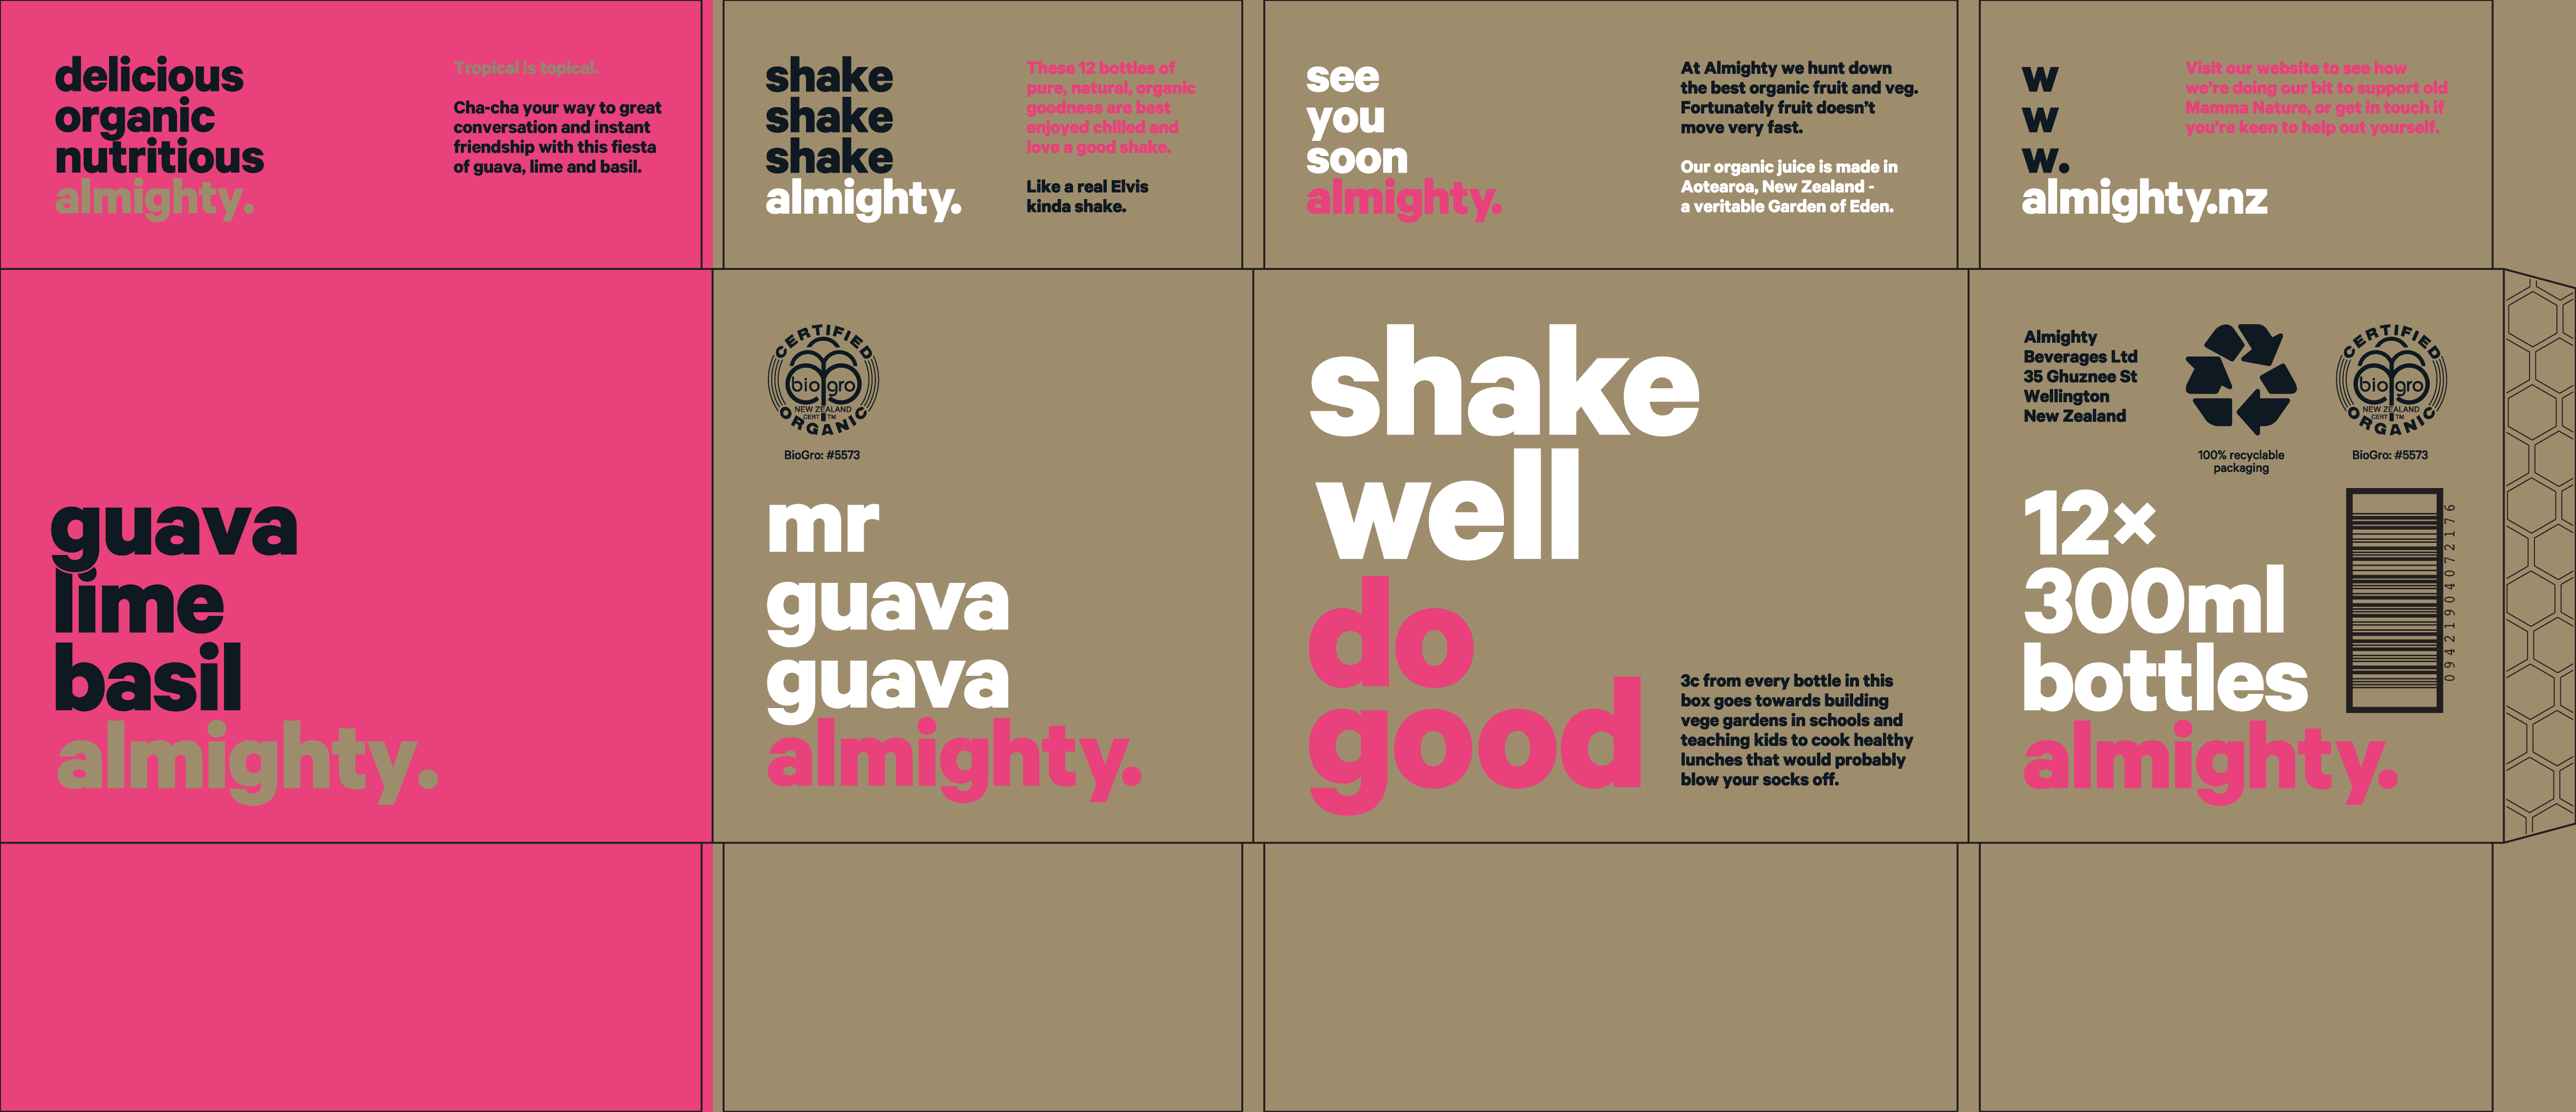 delicious
organic
nutritious
almighty.
Tropical is topical.
Cha-cha your way to great
conversation and instant
friendship with this fiesta
of guava, lime and basil.
shake
shake
shake
almighty.
These 12 bottles of
pure, natural, organic
goodness are best
enjoyed chilled and
love a good shake.
Like a real Elvis
kinda shake.
see
you
soon
almighty.
At Almighty we hunt down
the best organic fruit and veg.
Fortunately fruit doesn't
move very fast.
Our organic juice is made in
Aotearoa, New Zealand -
a veritable Garden of Eden.
w
w
w.
almighty.nz
Visit our website to see how
we're doing our bit to support old
Mamma Nature, or get in touch if
you're keen to help out yourself.
guava
lime
basil
almighty.
CERTIFIED
bio gro
NEW ZEALAND
CERT TM
ORGANIC
BioGro: #5573
mr
guava
guava
almighty.
shake
well
do
good
3c from every bottle in this
box goes towards building
vege gardens in schools and
teaching kids to cook healthy
lunches that would probably
blow your socks off.
Almighty
Beverages Ltd
35 Ghuznee St
Wellington
New Zealand
100% recyclable
packaging
CERTIFIED
bio gro
NEW ZEALAND
CERT TM
ORGANIC
BioGro: #5573
12×
300ml
bottles
almighty.
09421904072176